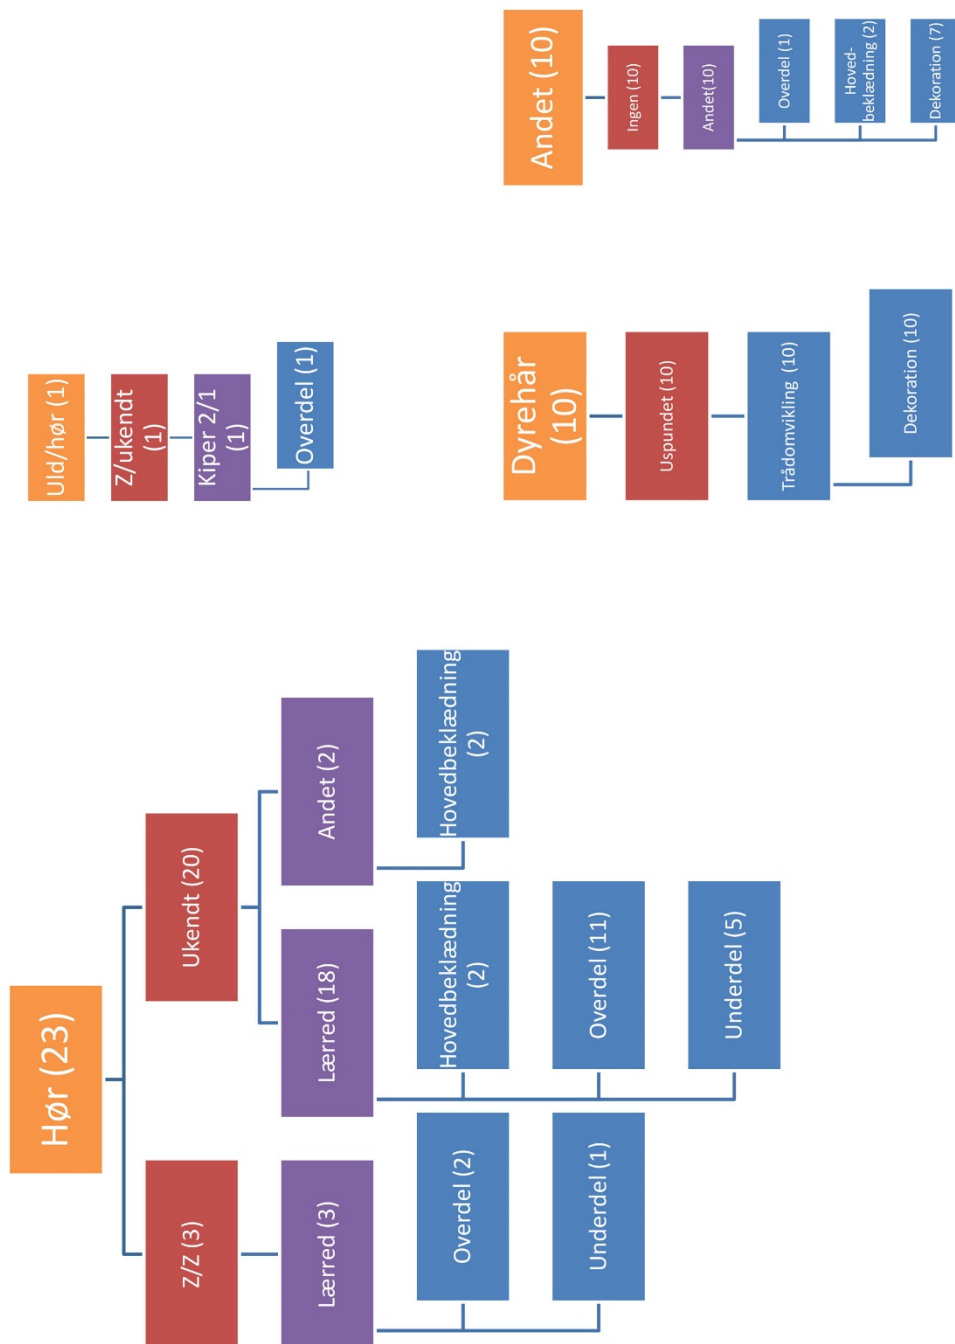 Hør (23)
Z/Z (3)
Lærred (3)
Overdel (2)
Underdel (1)
Ukendt (20)
Lærred (18)
Hovedbeklædning
(2)
Overdel (11)
Underdel (5)
Andet (2)
Hovedbeklædning
(2)
Uld/hør (1)
Z/ukendt
(1)
Kiper 2/1
(1)
Overdel (1)
Dyrehår
(10)
Uspundet (10)
Trådomvikling (10)
Dekoration (10)
Andet (10)
Ingen (10)
Andet(10)
Overdel (1)
Hoved-
beklædning (2)
Dekoration (7)